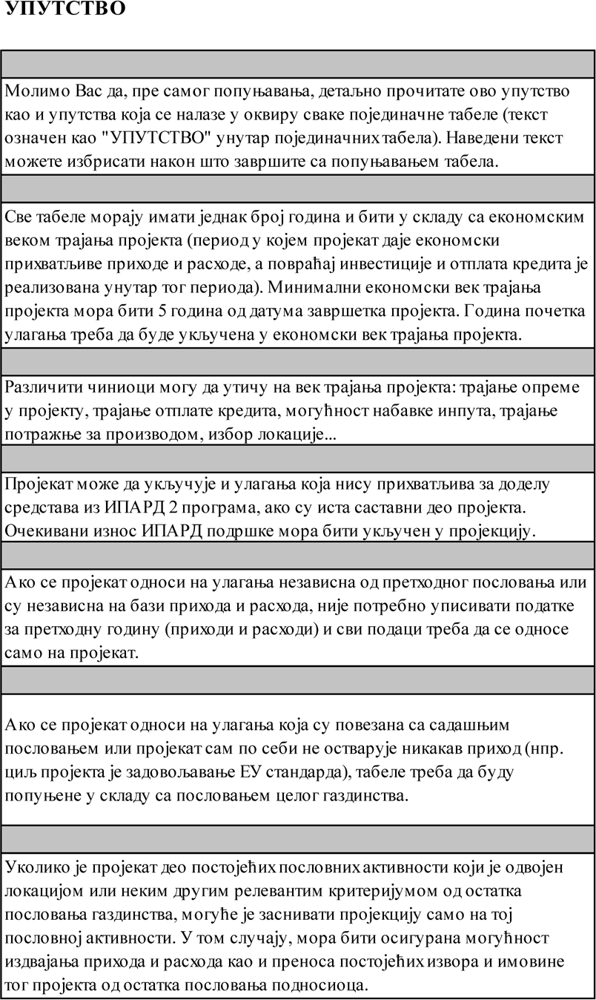 УПУТСТВО
Молимо Вас да, пре самог попуњавања, детаљно прочитате ово упутство
као и упутства која се налазе у оквиру сваке појединачне табеле (текст
означен као "УПУТСТВО" унутар појединачних табела). Наведени текст
можете избрисати након што завршите са попуњавањем табела.
Све табеле морају имати једнак број година и бити у складу са економским
веком трајања пројекта (период у којем пројекат даје економски
прихватљиве приходе и расходе, а повраћај инвестиције и отплата кредита је
реализована унутар тог периода). Минимални економски век трајања
пројекта мора бити 5 година од датума завршетка пројекта. Година почетка
улагања треба да буде укључена у економски век трајања пројекта.
Различити чиниоци могу да утичу на век трајања пројекта: трајање опреме
у пројекту, трајање отплате кредита, могућност набавке инпута, трајање
потражње за производом, избор локације...
Пројекат може да укључује и улагања која нису прихватљива за доделу
средстава из ИПАРД 2 програма, ако су иста саставни део пројекта.
Очекивани износ ИПАРД подршке мора бити укључен у пројекцију.
Ако се пројекат односи на улагања независна од претходног пословања или
су независна на бази прихода и расхода, није потребно уписивати податке
за претходну годину (приходи и расходи) и сви подаци треба да се односе
само на пројекат.
Ако се пројекат односи на улагања која су повезана са садашњим
пословањем или пројекат сам по себи не остварује никакав приход (нпр.
циљ пројекта је задовољавање ЕУ стандарда), табеле треба да буду
попуњене у складу са пословањем целог газдинства.
Уколико је пројекат део постојећих пословних активности који је одвојен
локацијом или неким другим релевантим критеријумом од остатка
пословања газдинства, могуће је заснивати пројекцију само на тој
пословној активности. У том случају, мора бити осигурана могућност
издвајања прихода и расхода као и преноса постојећих извора и имовине
тог пројекта од остатка пословања подносиоца.